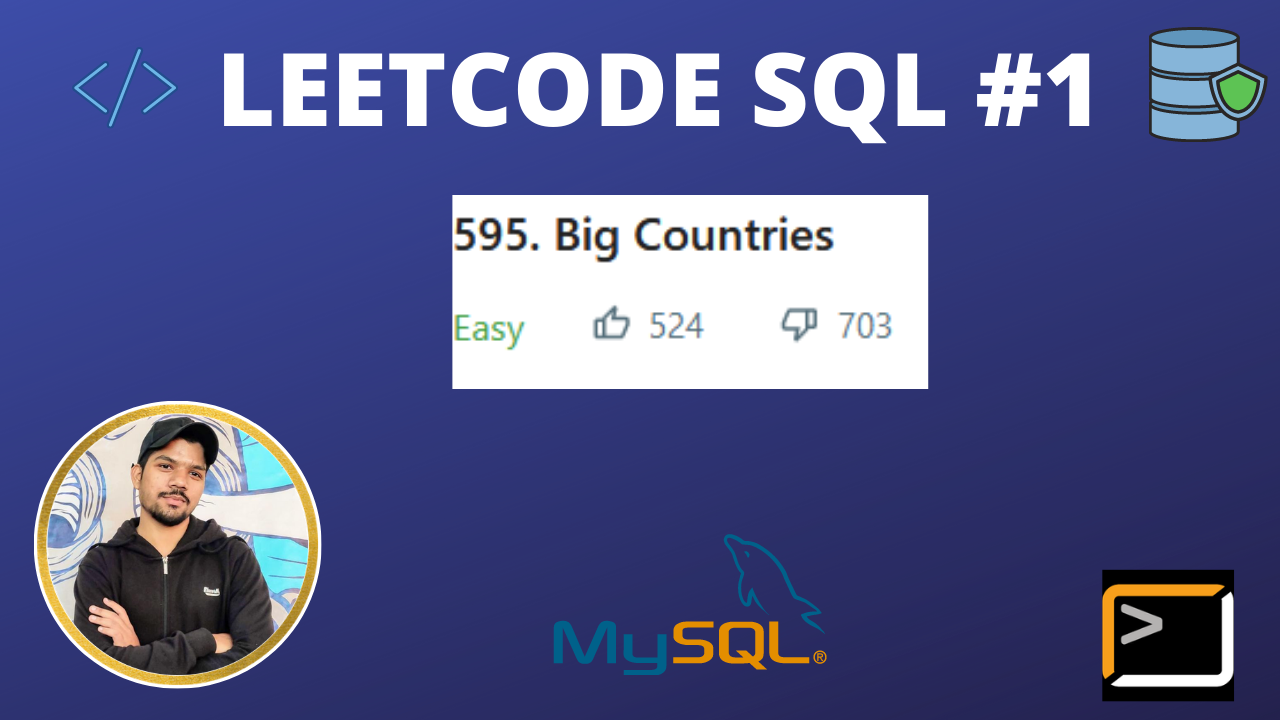 </> LEETCODE SQL #1
595. Big Countries
Easy 524 703
MySQL®
>